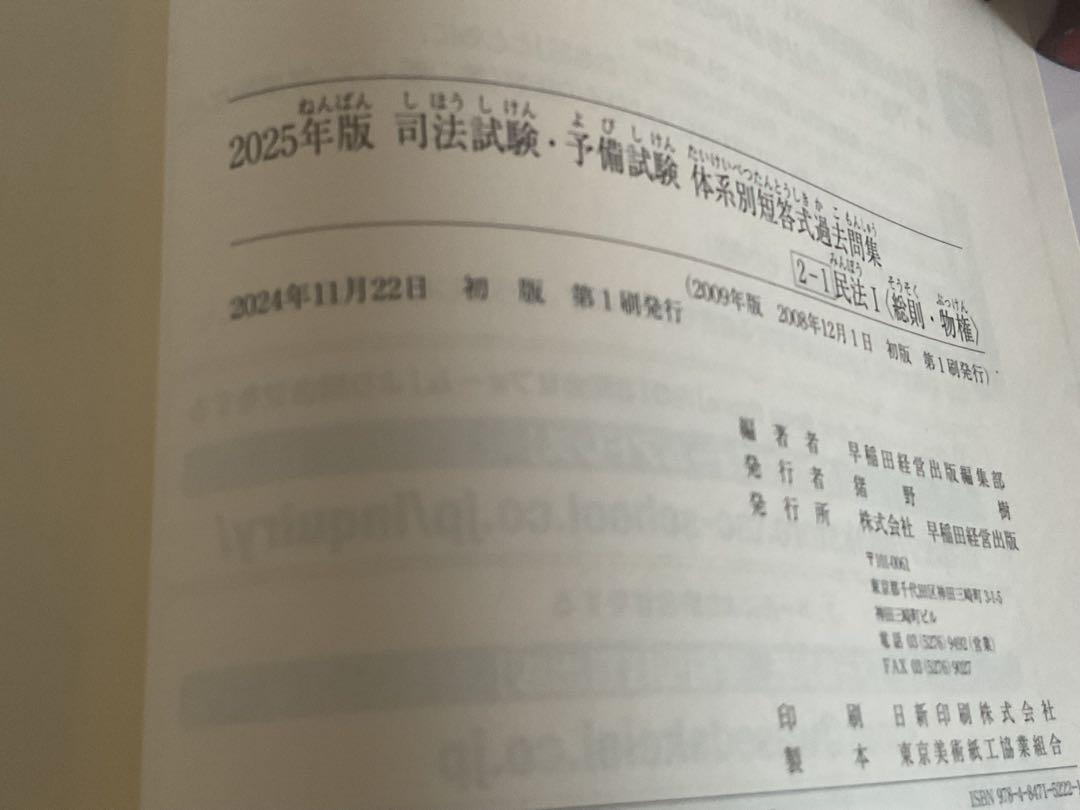 ねんばん しほうしけん よびしけん たいけいべつたんとうしきかこもんしゅう
2025年版 司法試験・予備試験 体系別短答式過去問集
みんぽう そうそく ぶっけん
2-1 民法Ⅰ(総則・物権)
2024年11月22日 初 版 第1刷発行
(2009年版 2008年12月1日 初版 第1刷発行)
編著者 早稲田経営出版編集部
発行者 猪野 樹
発行所 株式会社 早稲田経営出版
〒101-0061
東京都千代田区神田三崎町3-1-5
神田三崎町ビル
電話 03(5276)9492(営業)
FAX 03(5276)9027
印 刷 日新印刷株式会社
製 本 東京美術紙工協業組合
ISBN 978-4-8471-5222-1